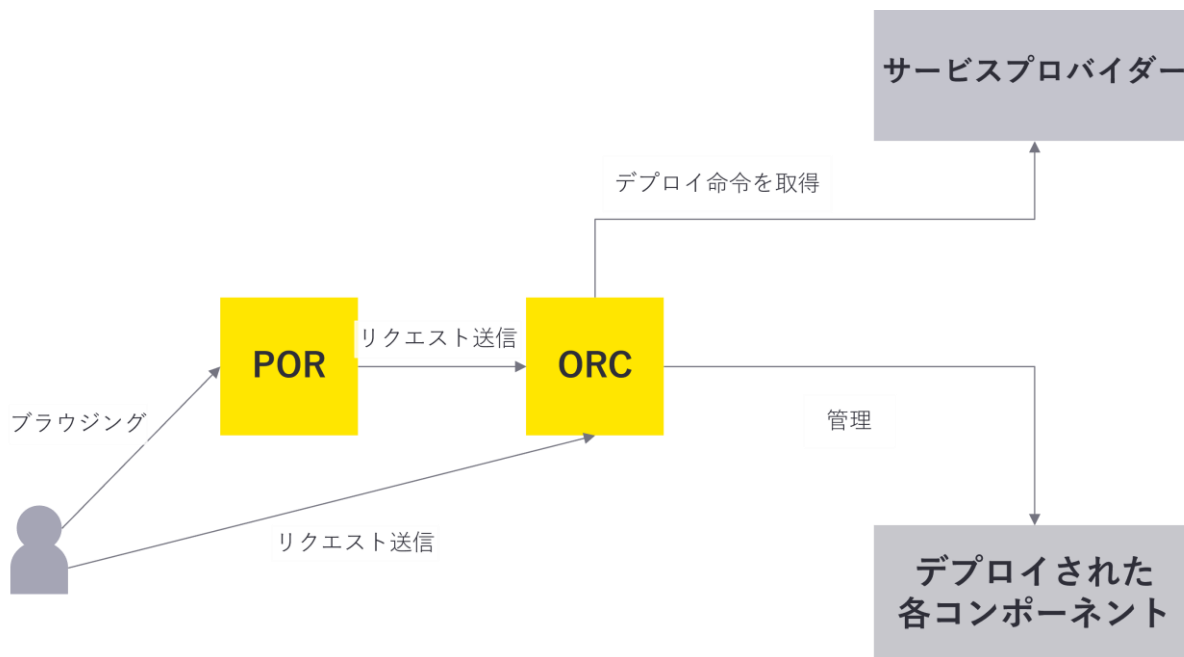 サービスプロバイダー
デプロイ命令を取得
POR
リクエスト送信
ORC
ブラウジング
管理
リクエスト送信
デプロイされた
各コンポーネント